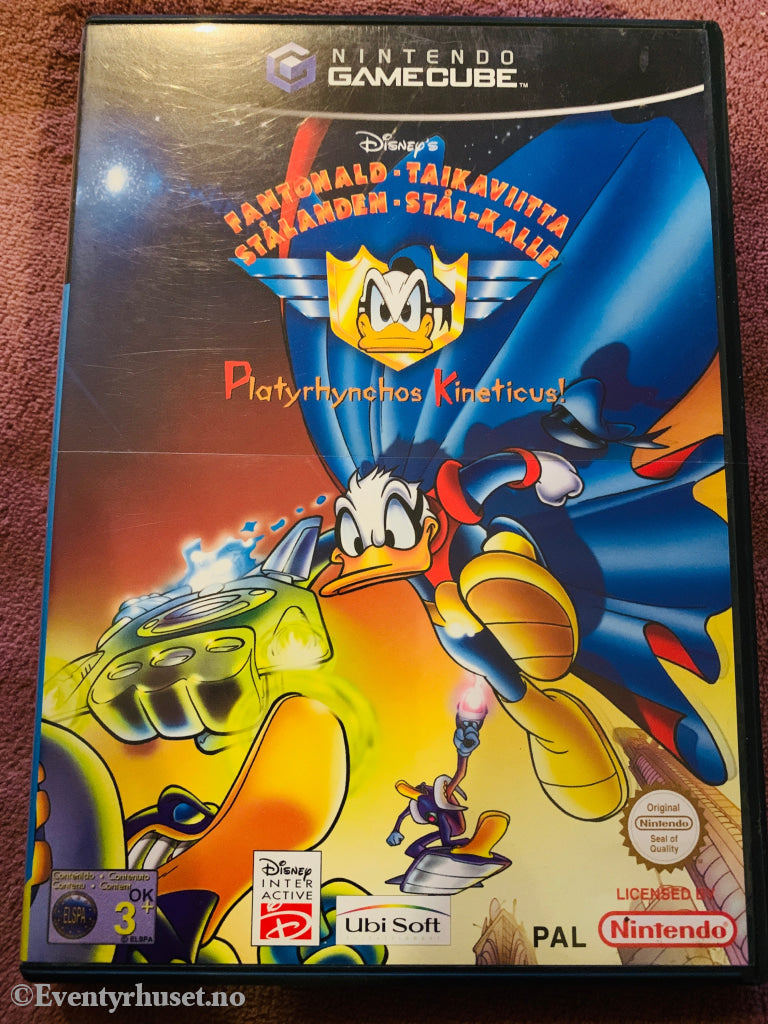 NINTENDO
GAMECUBE™
Disney's
FANTONALD - TAIKAVIITTA
STÅLANDEN - STÅL-KALLE
Platyrhynchos Kineticus!
Original
Nintendo
Seal of
Quality
LICENSED BY
Nintendo
PAL
Contenido • Contenuto
Contenu • Content
OK
3+
ELSPA
© ELSPA
Disney
INTER
ACTIVE
Ubi Soft
©Eventyrhuset.no